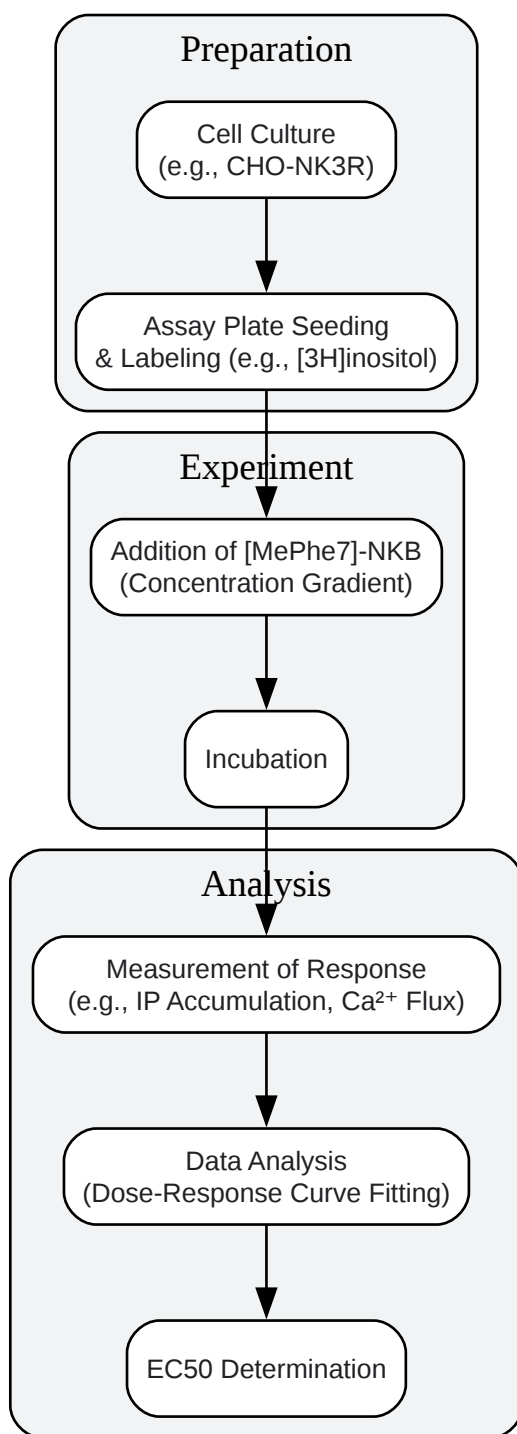 Preparation
Cell Culture
(e.g., CHO-NK3R)
Assay Plate Seeding
& Labeling (e.g., [3H]inositol)
Experiment
Addition of [MePhe7]-NKB
(Concentration Gradient)
Incubation
Analysis
Measurement of Response
(e.g., IP Accumulation, Ca²⁺ Flux)
Data Analysis
(Dose-Response Curve Fitting)
EC50 Determination